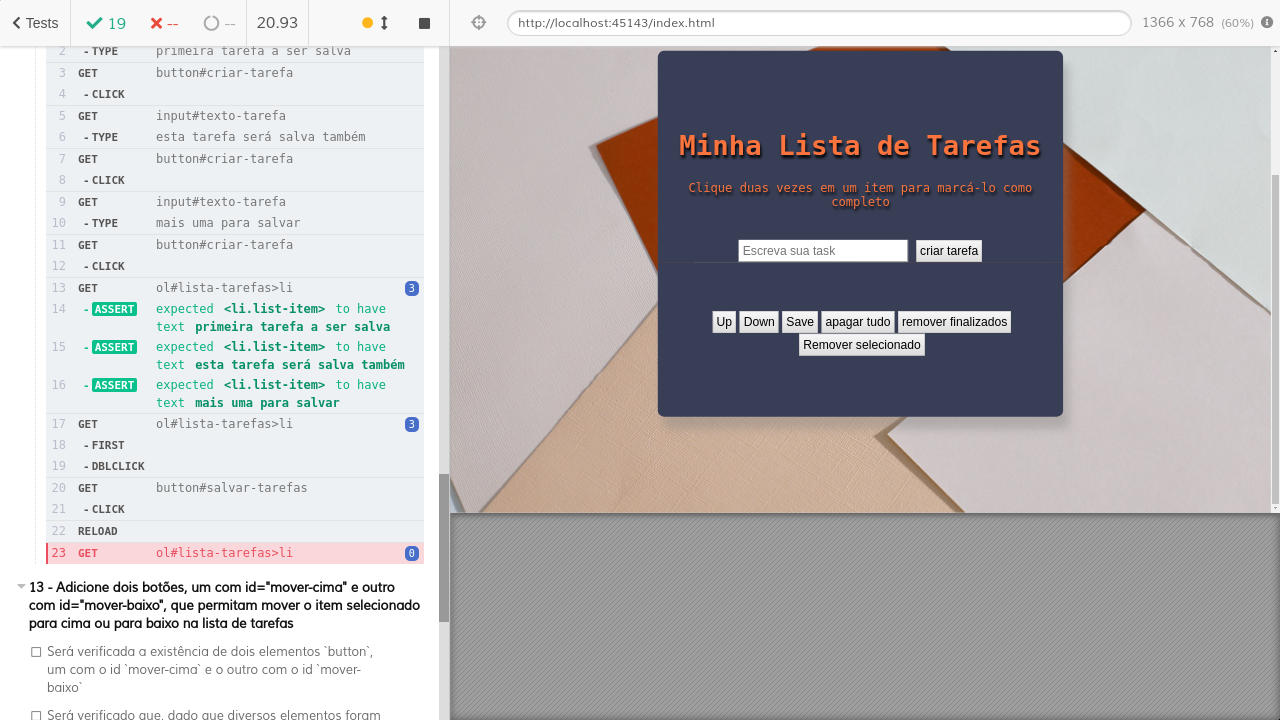 Tests
19
--
--
20.93
http://localhost:45143/index.html
1366 x 768 (60%)
2 - TYPE primeira tarefa a ser salva
3 GET button#criar-tarefa
4 - CLICK
5 GET input#texto-tarefa
6 - TYPE esta tarefa será salva também
7 GET button#criar-tarefa
8 - CLICK
9 GET input#texto-tarefa
10 - TYPE mais uma para salvar
11 GET button#criar-tarefa
12 - CLICK
13 GET ol#lista-tarefas>li 3
14 - ASSERT expected <li.list-item> to have
text primeira tarefa a ser salva
15 - ASSERT expected <li.list-item> to have
text esta tarefa será salva também
16 - ASSERT expected <li.list-item> to have
text mais uma para salvar
17 GET ol#lista-tarefas>li 3
18 - FIRST
19 - DBLCLICK
20 GET button#salvar-tarefas
21 - CLICK
22 RELOAD
23 GET ol#lista-tarefas>li 0
13 - Adicione dois botões, um com id="mover-cima" e outro
com id="mover-baixo", que permitam mover o item selecionado
para cima ou para baixo na lista de tarefas
Será verificada a existência de dois elementos `button`,
um com o id `mover-cima` e o outro com o id `mover-
baixo`
Será verificado que, dado que diversos elementos foram
Minha Lista de Tarefas
Clique duas vezes em um item para marcá-lo como
completo
Escreva sua task
criar tarefa
Up Down Save apagar tudo remover finalizados
Remover selecionado